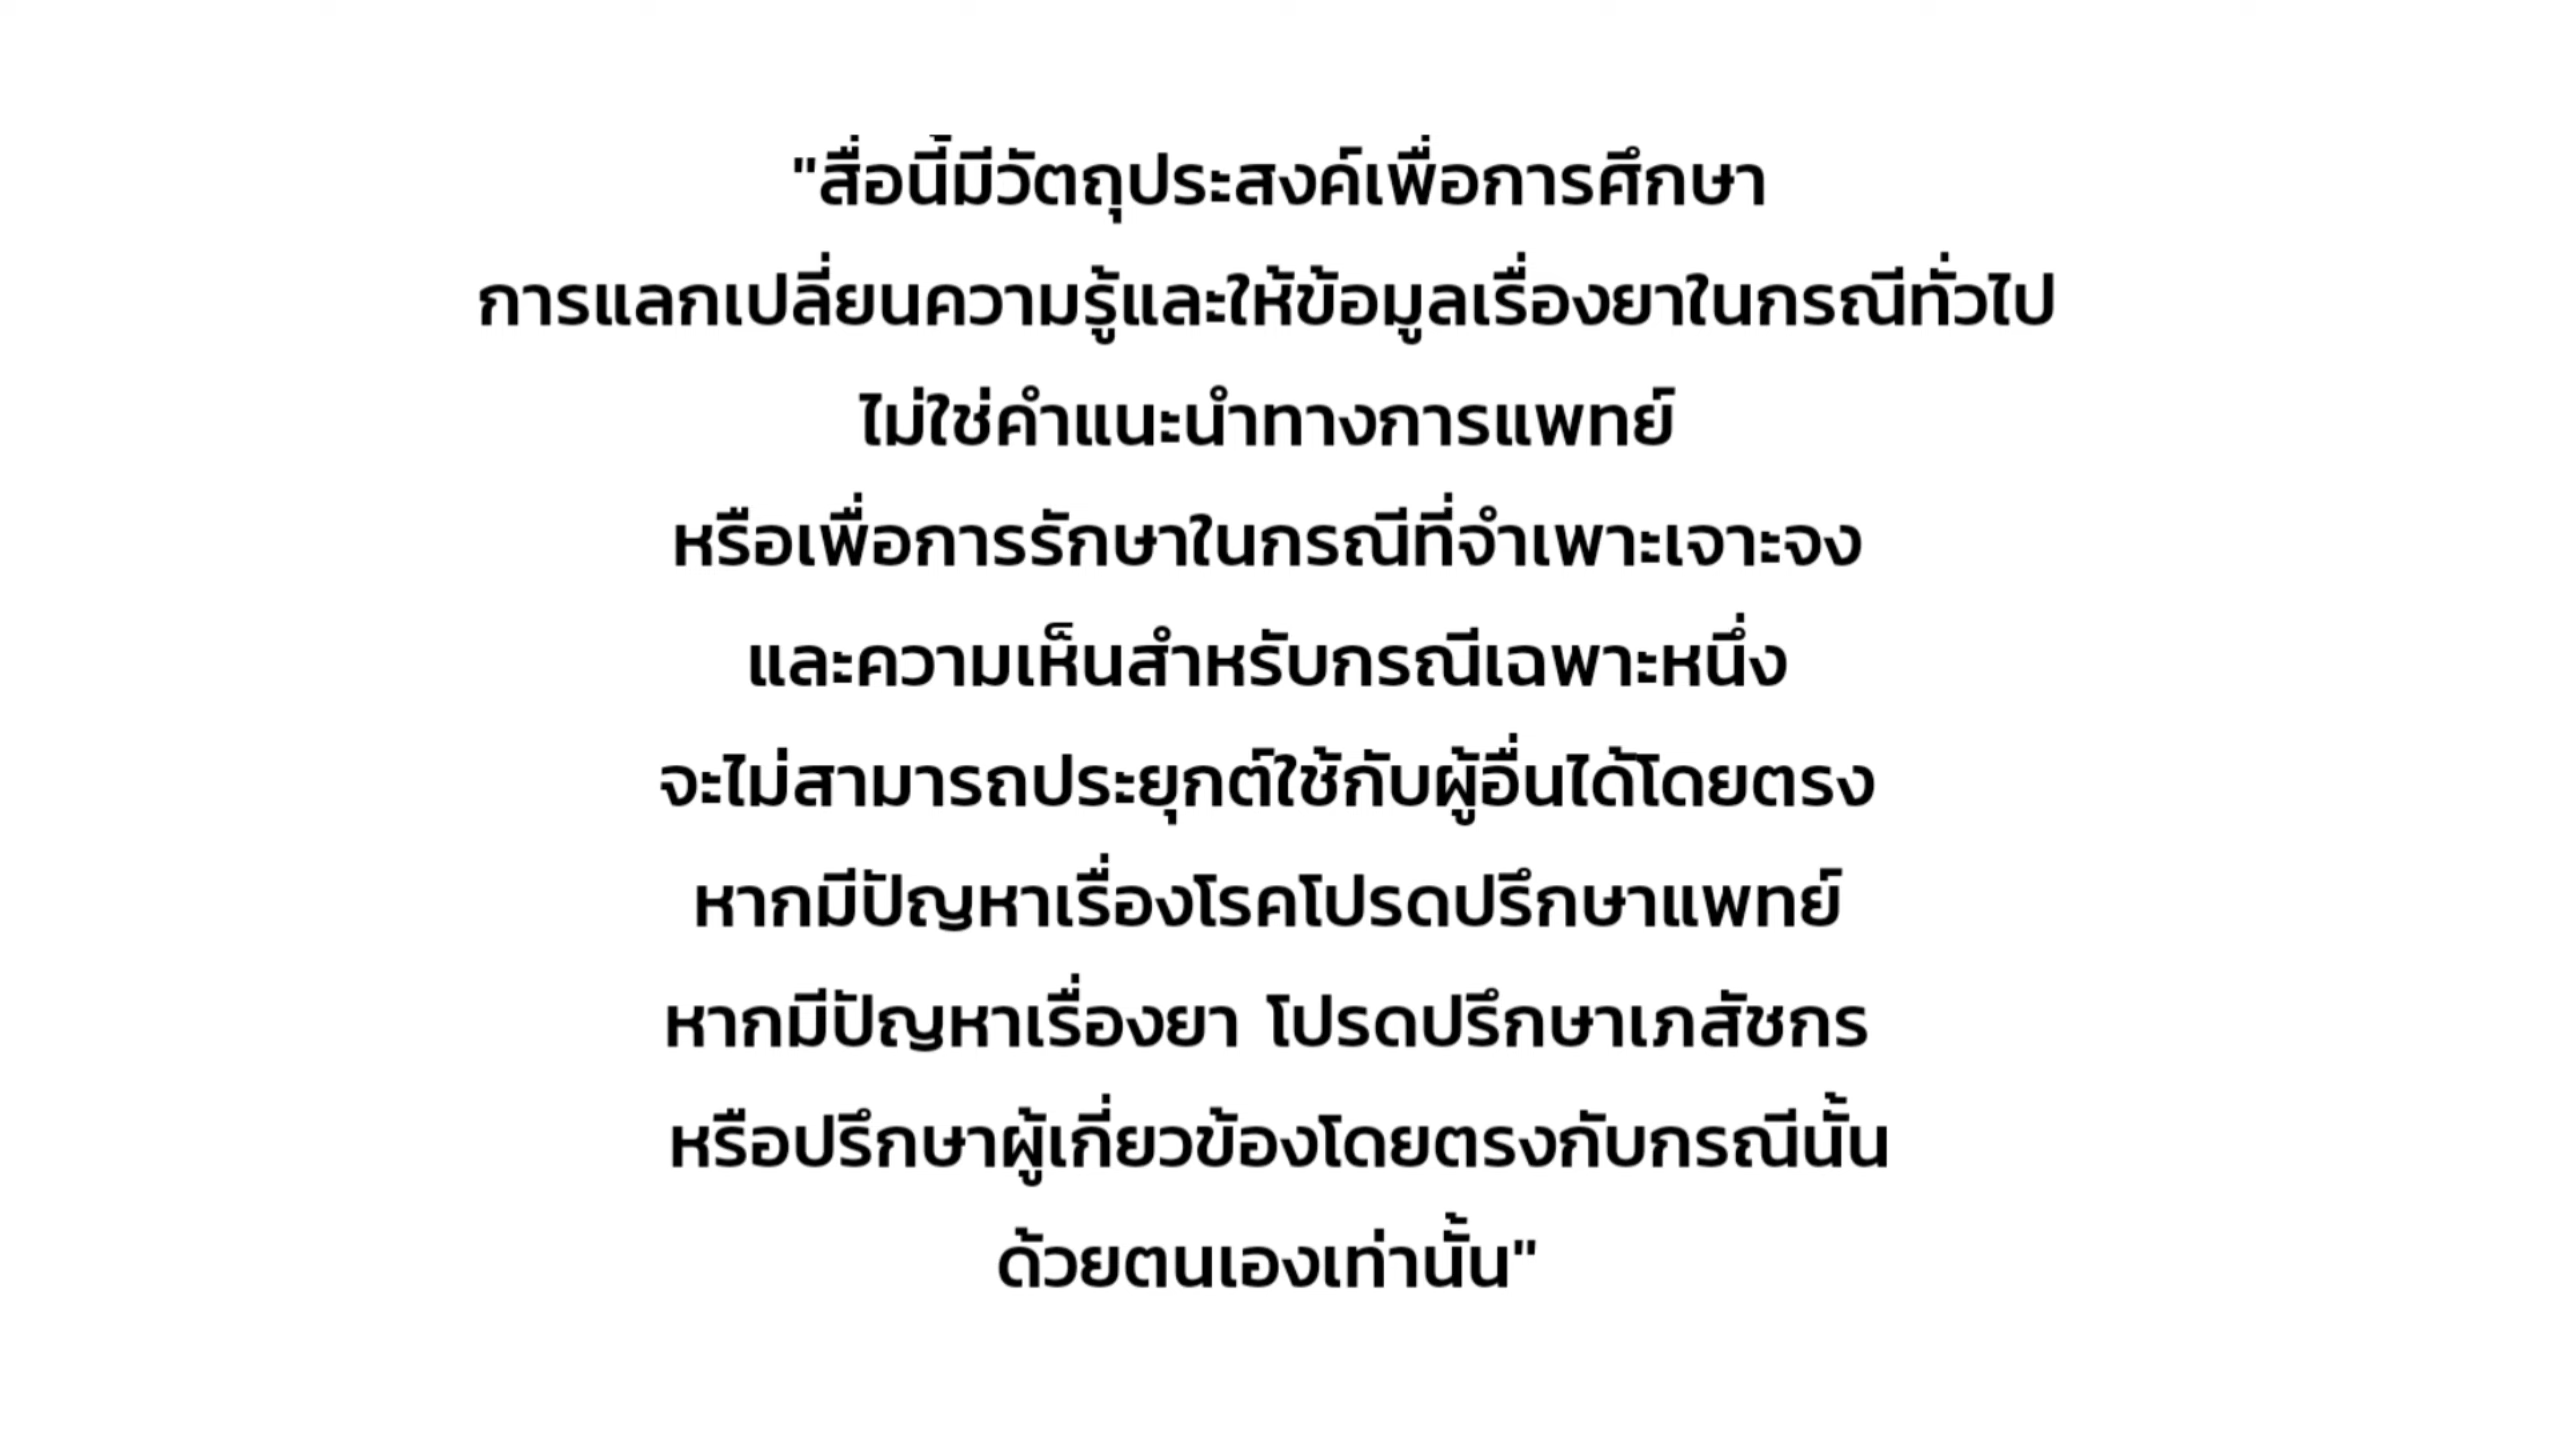 "สื่อนี้มีวัตถุประสงค์เพื่อการศึกษา
การแลกเปลี่ยนความรู้และให้ข้อมูลเรื่องยาในกรณีทั่วไป
ไม่ใช่คำแนะนำทางการแพทย์
หรือเพื่อการรักษาในกรณีที่จำเพาะเจาะจง
และความเห็นสำหรับกรณีเฉพาะหนึ่ง
จะไม่สามารถประยุกต์ใช้กับผู้อื่นได้โดยตรง
หากมีปัญหาเรื่องโรคโปรดปรึกษาแพทย์
หากมีปัญหาเรื่องยา โปรดปรึกษาเภสัชกร
หรือปรึกษาผู้เกี่ยวข้องโดยตรงกับกรณีนั้น
ด้วยตนเองเท่านั้น"